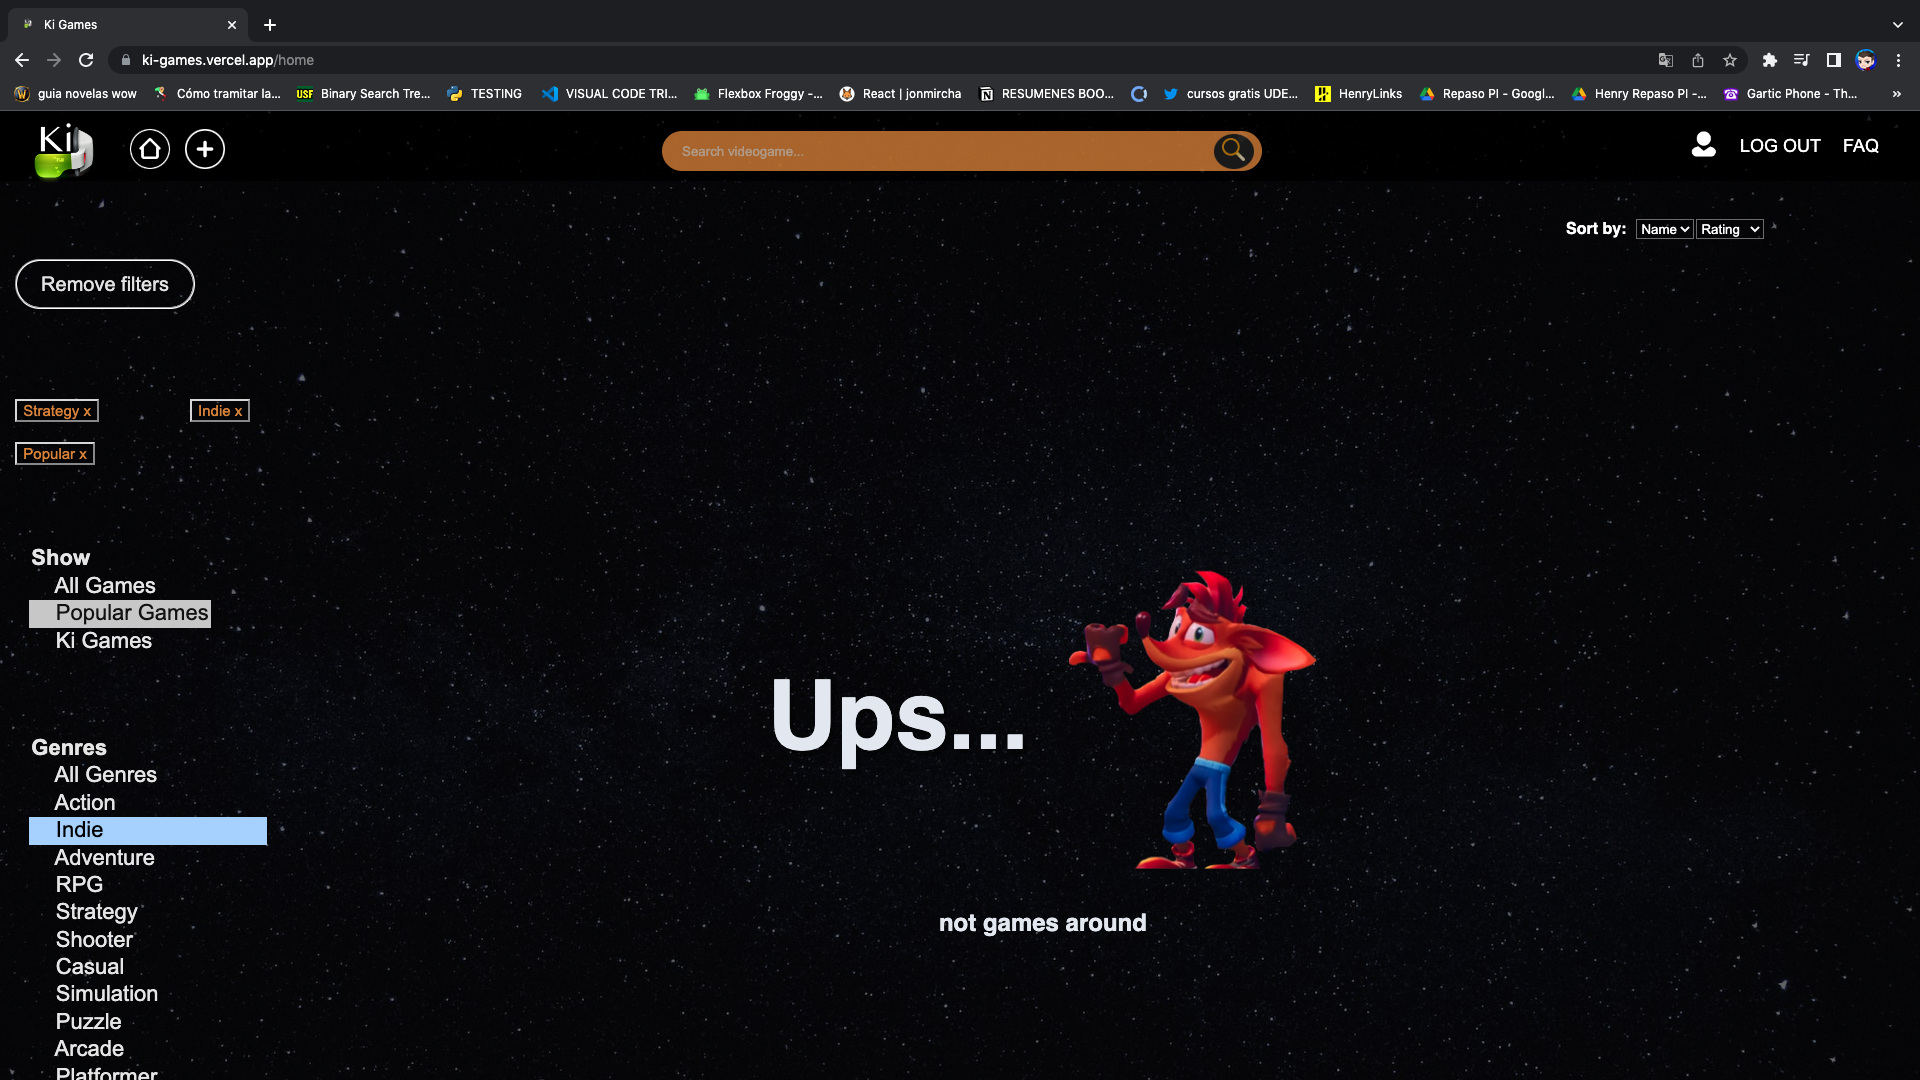 Ki Games
ki-games.vercel.app/home
guia novelas wow
Cómo tramitar la...
USF Binary Search Tre...
TESTING
VISUAL CODE TRI...
Flexbox Froggy -...
React | jonmircha
RESUMENES BOO...
cursos gratis UDE...
HenryLinks
Repaso PI - Googl...
Henry Repaso PI -...
Gartic Phone - Th...
Ki
Search videogame...
LOG OUT
FAQ
Sort by:
Name
Rating
Remove filters
Strategy x
Indie x
Popular x
Show
All Games
Popular Games
Ki Games
Genres
All Genres
Action
Indie
Adventure
RPG
Strategy
Shooter
Casual
Simulation
Puzzle
Arcade
Platformer
Ups...
not games around